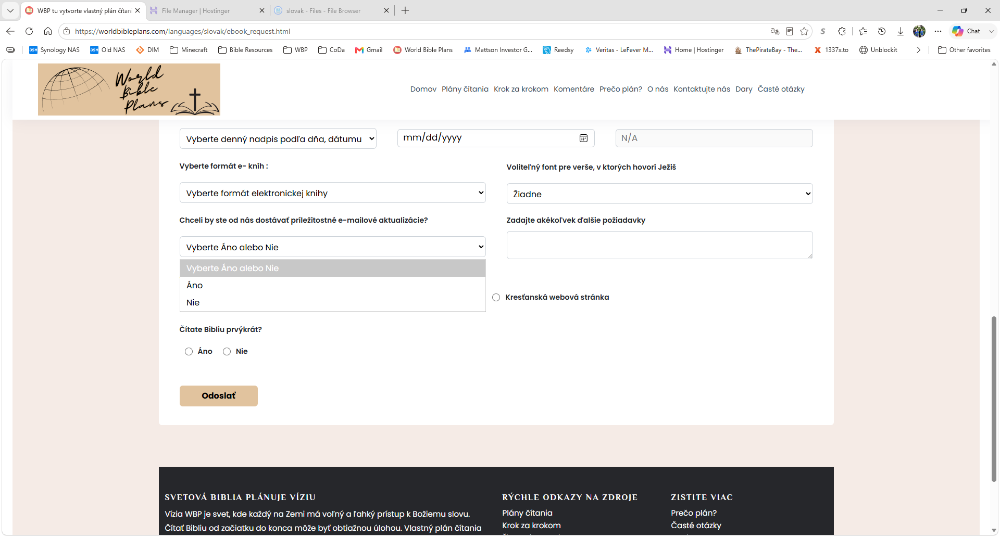 WBP tu vytvorte vlastný plán čítan
File Manager | Hostinger
slovak - Files - File Browser
https://worldbibleplans.com/languages/slovak/ebook_request.html
Chat
Synology NAS
Old NAS
DIM
Minecraft
Bible Resources
WBP
CoDa
Gmail
World Bible Plans
Mattson Investor G...
Reedsy
Veritas - LeFever M...
Home | Hostinger
ThePirateBay - The...
1337x.to
Unblockit
Other favorites
World
Bible
Plans
Domov Plány čítania Krok za krokom Komentáre Prečo plán? O nás Kontaktujte nás Dary Časté otázky
Vyberte denný nadpis podľa dňa, dátumu
mm/dd/yyyy
N/A
Vyberte formát e- kníh :
Voliteľný font pre verše, v ktorých hovorí Ježiš
Vyberte formát elektronickej knihy
Žiadne
Chceli by ste od nás dostávať príležitostné e-mailové aktualizácie?
Zadajte akékoľvek ďalšie požiadavky
Vyberte Áno alebo Nie
Vyberte Áno alebo Nie
Áno
Nie
Kresťanská webová stránka
Čítate Bibliu prvýkrát?
Áno
Nie
Odoslať
SVETOVÁ BIBLIA PLÁNUJE VÍZIU
Vízia WBP je svet, kde každý na Zemi má voľný a ľahký prístup k Božiemu slovu.
Čítať Bibliu od začiatku do konca môže byť obtiažnou úlohou. Vlastný plán čítania
RÝCHLE ODKAZY NA ZDROJE
Plány čítania
Krok za krokom
ZISTITE VIAC
Prečo plán?
Časté otázky